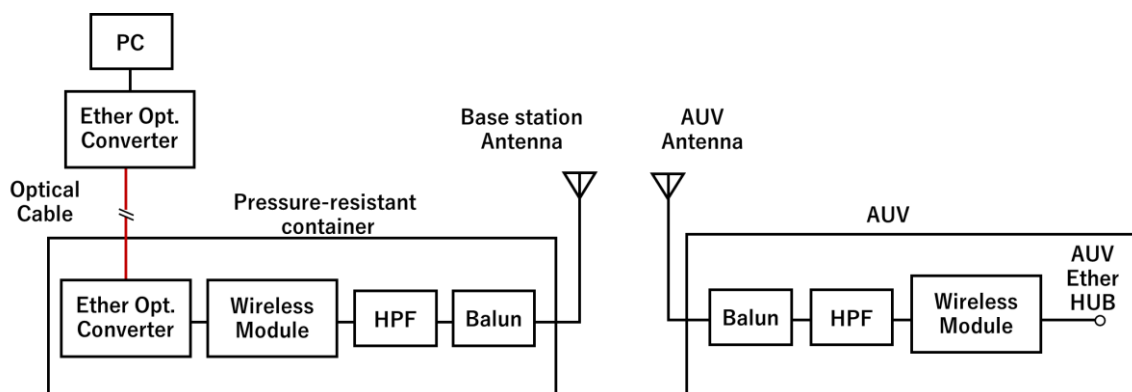 PC
Ether Opt.
Converter
Optical
Cable
Pressure-resistant
container
Ether Opt.
Converter
Wireless
Module
HPF
Balun
Base station
Antenna
AUV
Antenna
AUV
Balun
HPF
Wireless
Module
AUV
Ether
HUB